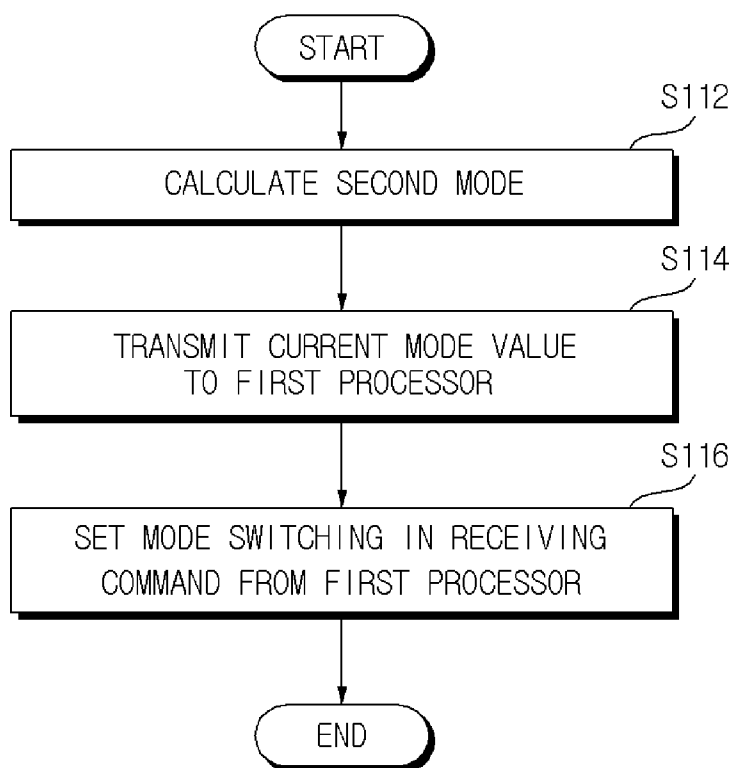 START
S112
CALCULATE SECOND MODE
S114
TRANSMIT CURRENT MODE VALUE
TO FIRST PROCESSOR
S116
SET MODE SWITCHING IN RECEIVING
COMMAND FROM FIRST PROCESSOR
END